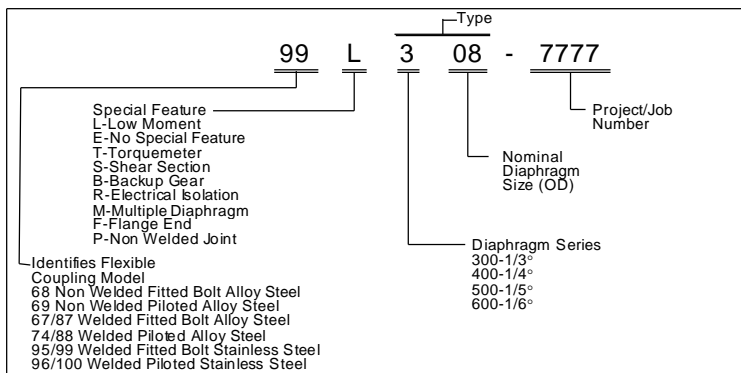 Type
99 L 3 08 - 7777
Special Feature
L-Low Moment
E-No Special Feature
T-Torquemeter
S-Shear Section
B-Backup Gear
R-Electrical Isolation
M-Multiple Diaphragm
F-Flange End
P-Non Welded Joint
Project/Job
Number
Nominal
Diaphragm
Size (OD)
Diaphragm Series
300-1/3°
400-1/4°
500-1/5°
600-1/6°
Identifies Flexible
Coupling Model
68 Non Welded Fitted Bolt Alloy Steel
69 Non Welded Piloted Alloy Steel
67/87 Welded Fitted Bolt Alloy Steel
74/88 Welded Piloted Alloy Steel
95/99 Welded Fitted Bolt Stainless Steel
96/100 Welded Piloted Stainless Steel